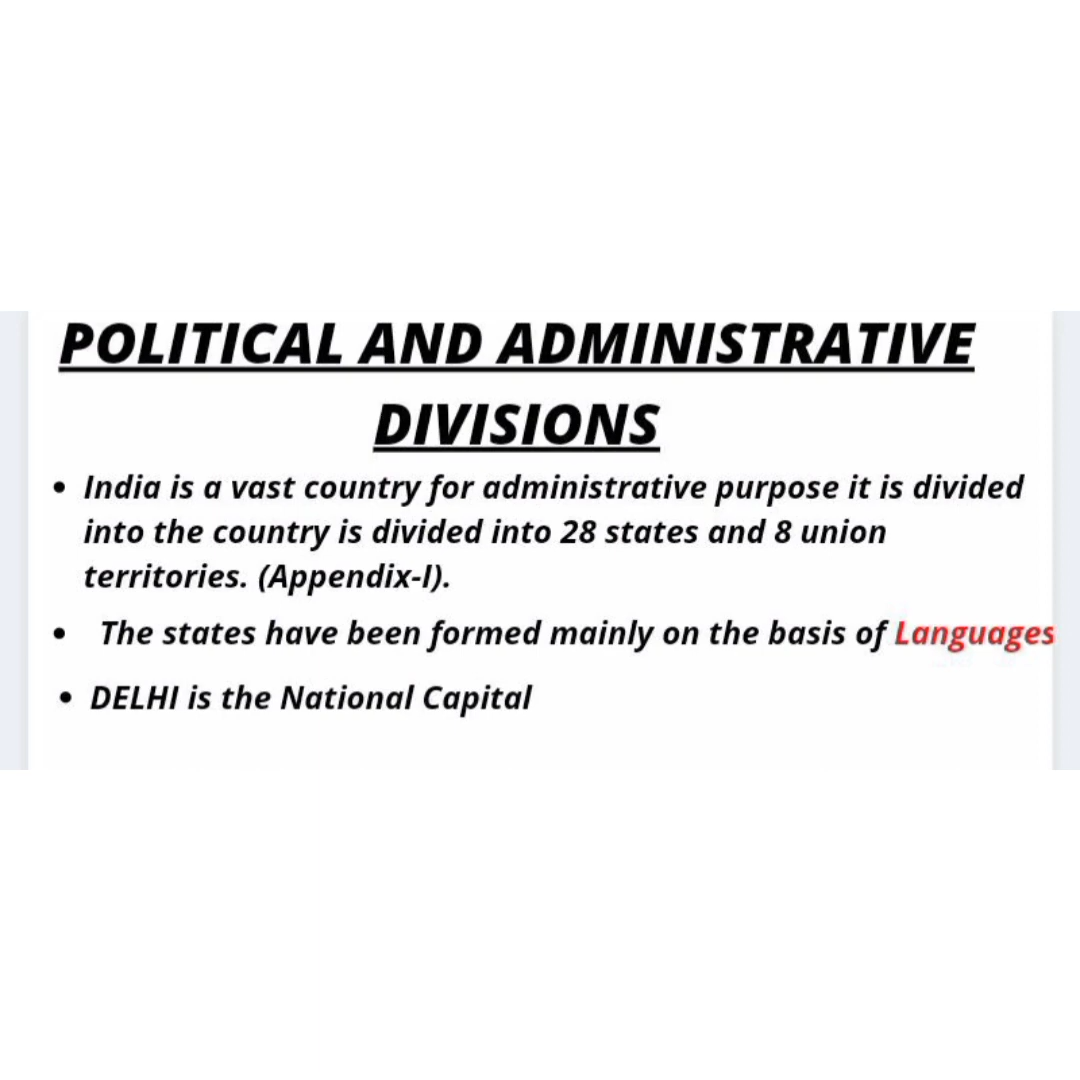 POLITICAL AND ADMINISTRATIVE
DIVISIONS
• India is a vast country for administrative purpose it is divided
into the country is divided into 28 states and 8 union
territories. (Appendix-I).
• The states have been formed mainly on the basis of Languages
• DELHI is the National Capital